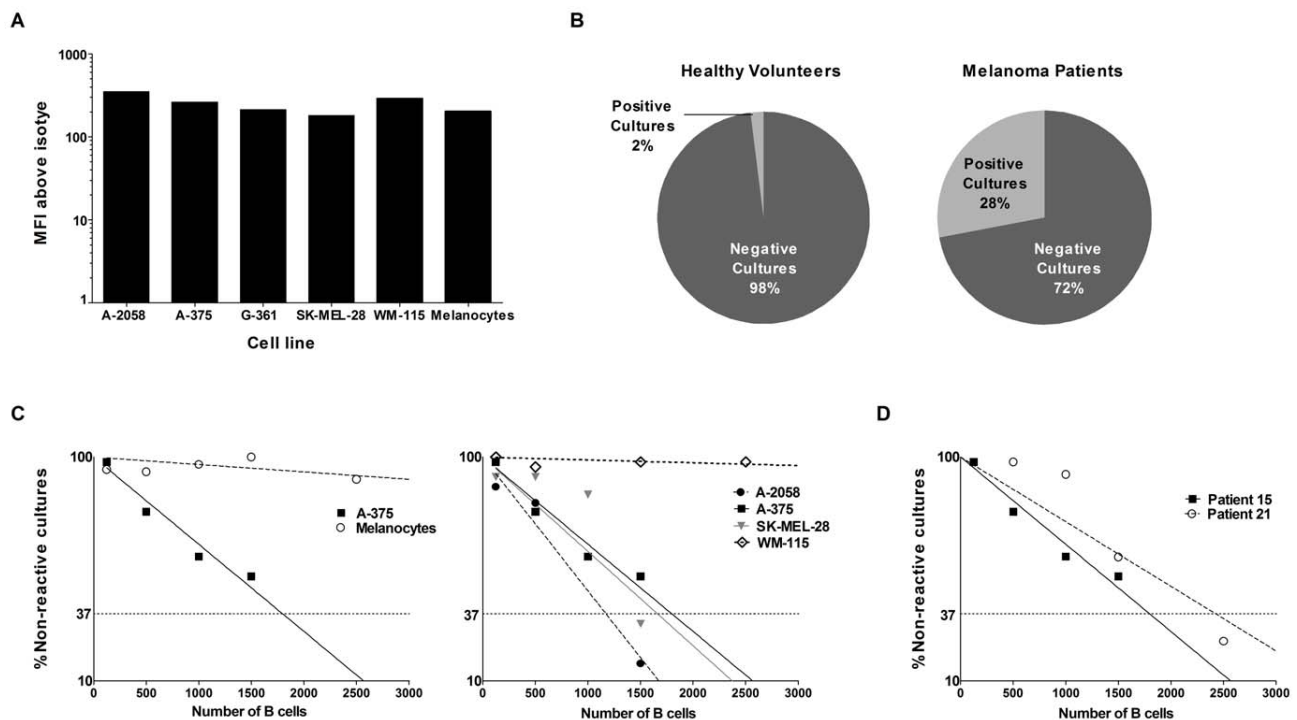 A
1000
100
10
1
MFI above isotye
A-2058 A-375 G-361 SK-MEL-28 WM-115 Melanocytes
Cell line
B
Healthy Volunteers
Positive
Cultures
2%
Negative
Cultures
98%
Melanoma Patients
Positive
Cultures
28%
Negative
Cultures
72%
C
100
37
10
%Non-reactive cultures
A-375
Melanocytes
0 500 1000 1500 2000 2500 3000
Number of B cells
100
37
10
%Non-reactive cultures
A-2058
A-375
SK-MEL-28
WM-115
0 500 1000 1500 2000 2500 3000
Number of B cells
D
100
37
10
%Non-reactive cultures
Patient 15
Patient 21
0 500 1000 1500 2000 2500 3000
Number of B cells